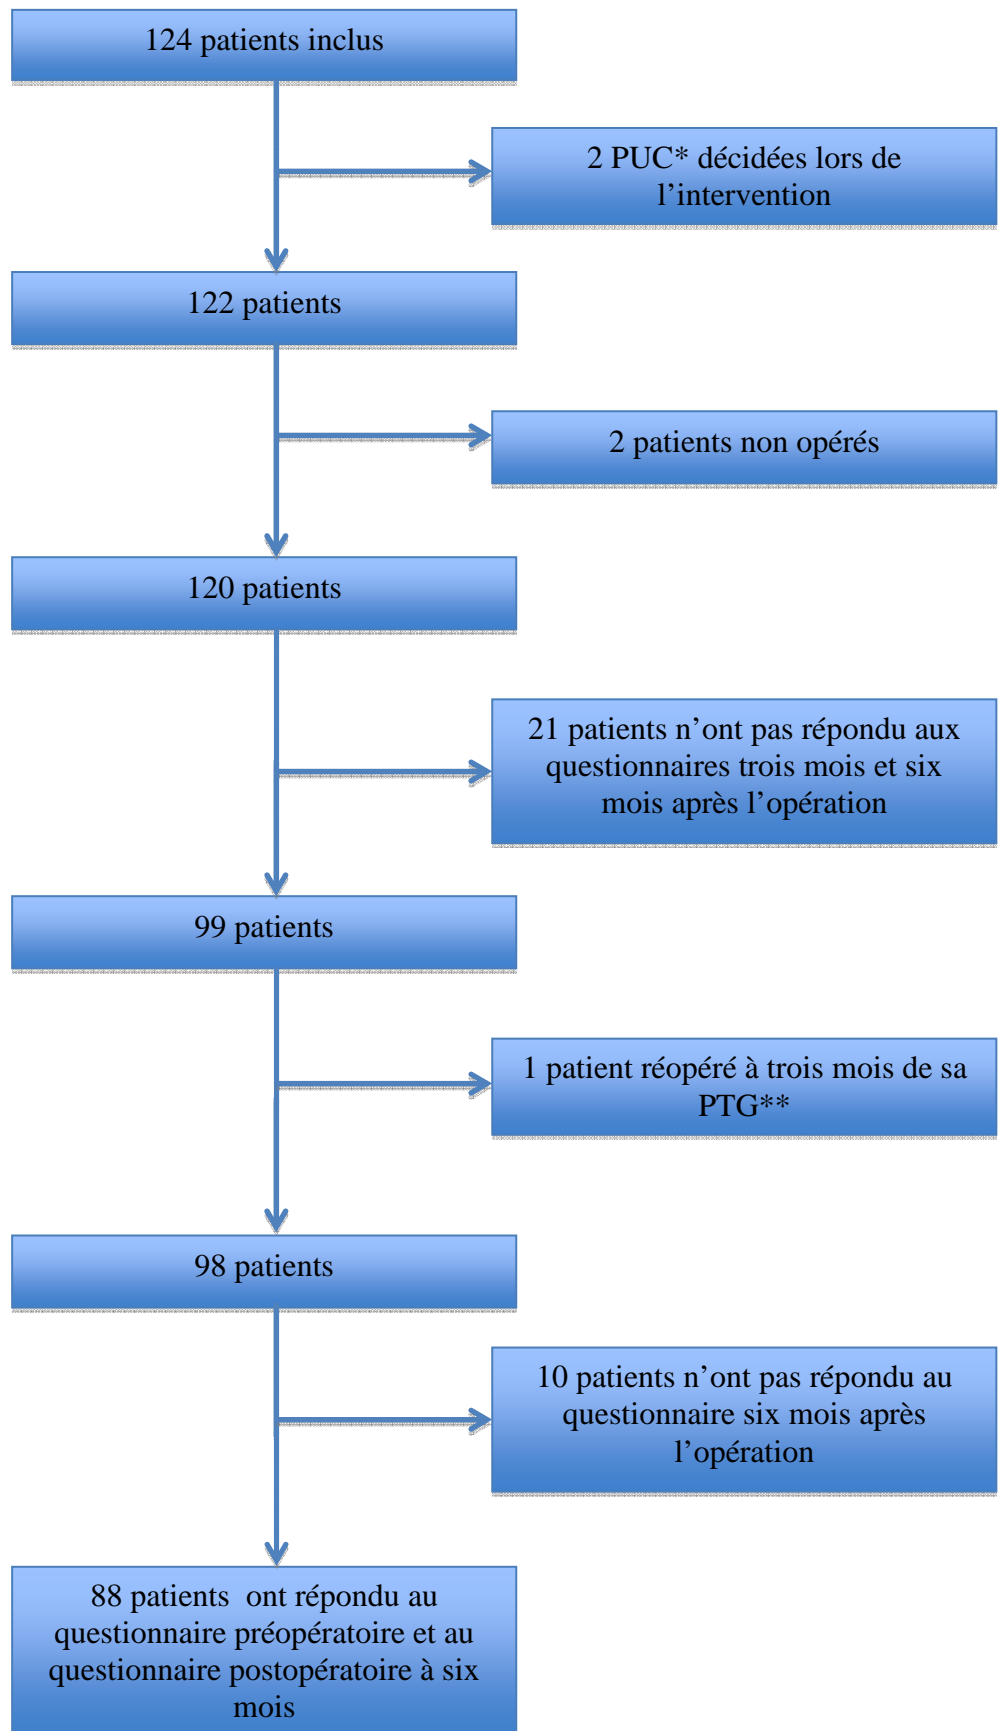 124 patients inclus
2 PUC* décidées lors de
l’intervention
122 patients
2 patients non opérés
120 patients
21 patients n’ont pas répondu aux
questionnaires trois mois et six
mois après l’opération
99 patients
1 patient réopéré à trois mois de sa
PTG**
98 patients
10 patients n’ont pas répondu au
questionnaire six mois après
l’opération
88 patients ont répondu au
questionnaire préopératoire et au
questionnaire postopératoire à six
mois